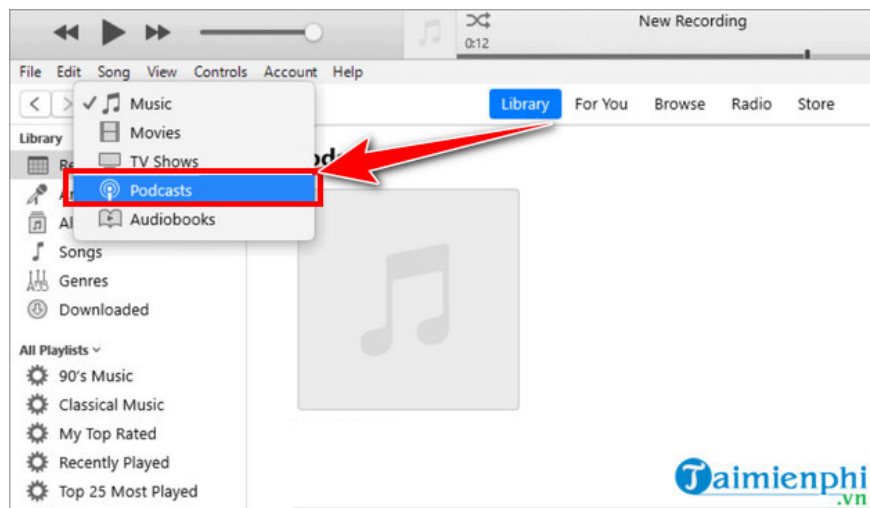 New Recording
0:12
File Edit Song View Controls Account Help
Music
Library For You Browse Radio Store
Movies
Library
TV Shows
Podcasts
Audiobooks
Songs
Genres
Downloaded
All Playlists
90's Music
Classical Music
My Top Rated
Recently Played
Top 25 Most Played
Taimienphi
.vn